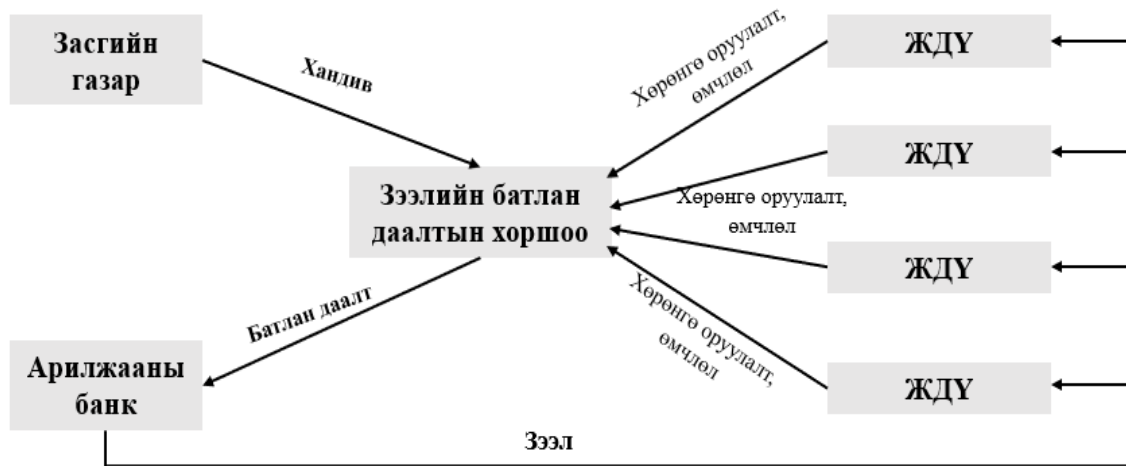 Засгийн
газар
Хандив
Хөрөнгө оруулалт,
өмчлөл
ЖДҮ
ЖДҮ
Зээлийн батлан
даалтын хоршоо
Хөрөнгө оруулалт,
өмчлөл
ЖДҮ
Батлан даалт
Хөрөнгө оруулалт,
өмчлөл
Арилжааны
банк
ЖДҮ
Зээл